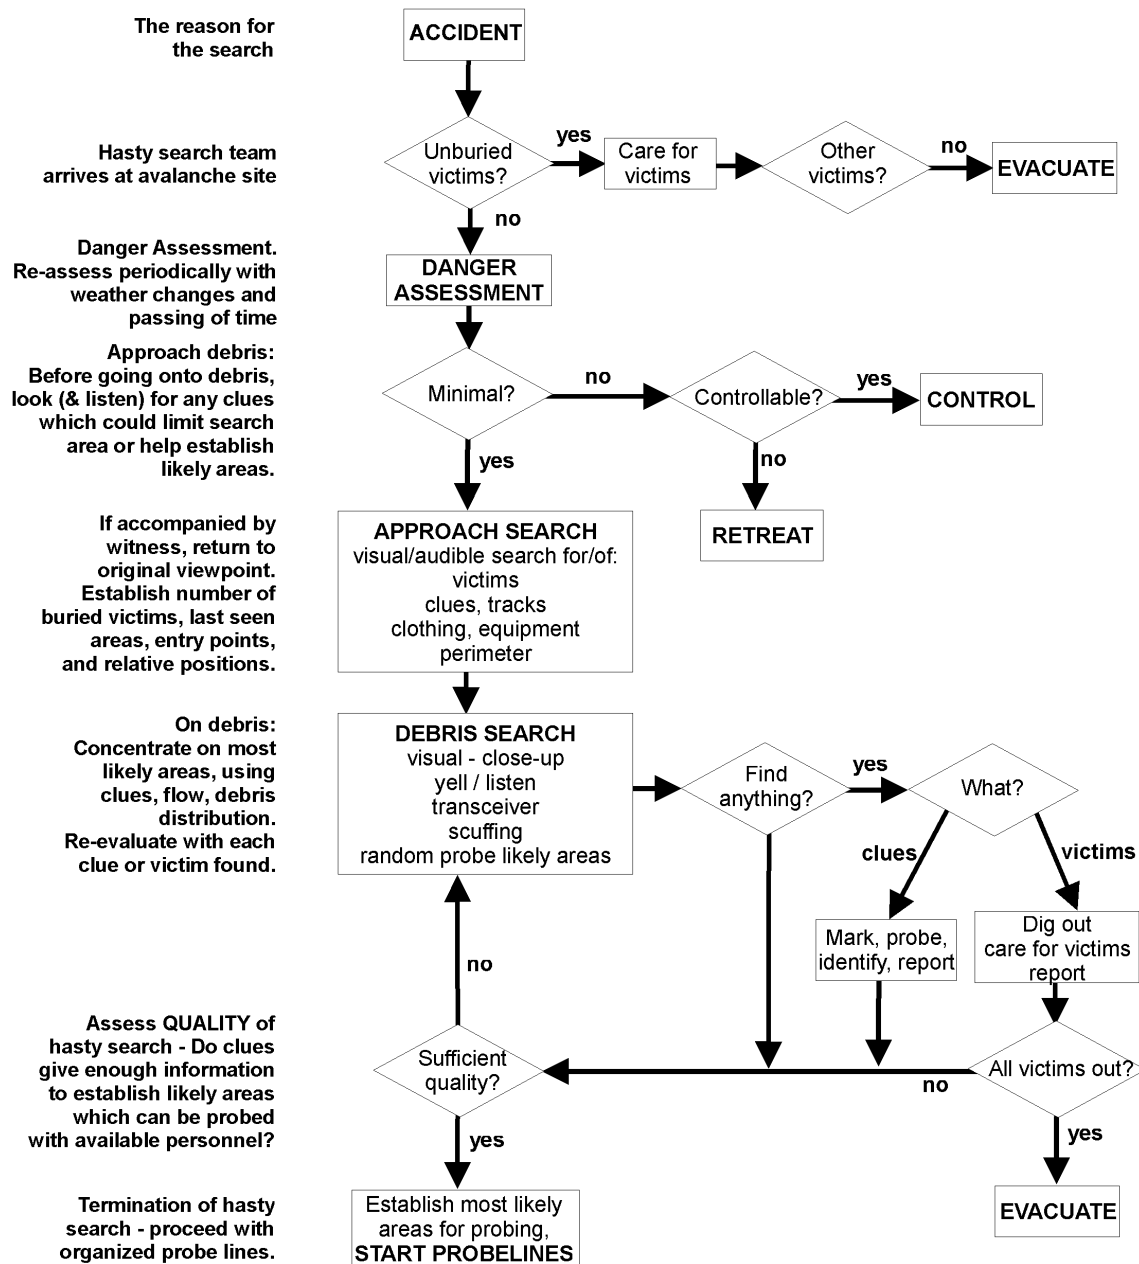 The reason for
the search
ACCIDENT
Hasty search team
arrives at avalanche site
Unburied
victims?
yes
Care for
victims
Other
victims?
no
EVACUATE
no
Danger Assessment.
Re-assess periodically with
weather changes and
passing of time
DANGER
ASSESSMENT
Approach debris:
Before going onto debris,
look (& listen) for any clues
which could limit search
area or help establish
likely areas.
Minimal?
no
Controllable?
yes
CONTROL
yes
no
RETREAT
If accompanied by
witness, return to
original viewpoint.
Establish number of
buried victims, last seen
areas, entry points,
and relative positions.
APPROACH SEARCH
visual/audible search for/of:
victims
clues, tracks
clothing, equipment
perimeter
On debris:
Concentrate on most
likely areas, using
clues, flow, debris
distribution.
Re-evaluate with each
clue or victim found.
DEBRIS SEARCH
visual - close-up
yell / listen
transceiver
scuffing
random probe likely areas
Find
anything?
yes
What?
clues
victims
Mark, probe,
identify, report
Dig out
care for victims
report
no
Assess QUALITY of
hasty search - Do clues
give enough information
to establish likely areas
which can be probed
with available personnel?
Sufficient
quality?
All victims out?
no
yes
yes
Termination of hasty
search - proceed with
organized probe lines.
Establish most likely
areas for probing,
START PROBELINES
EVACUATE